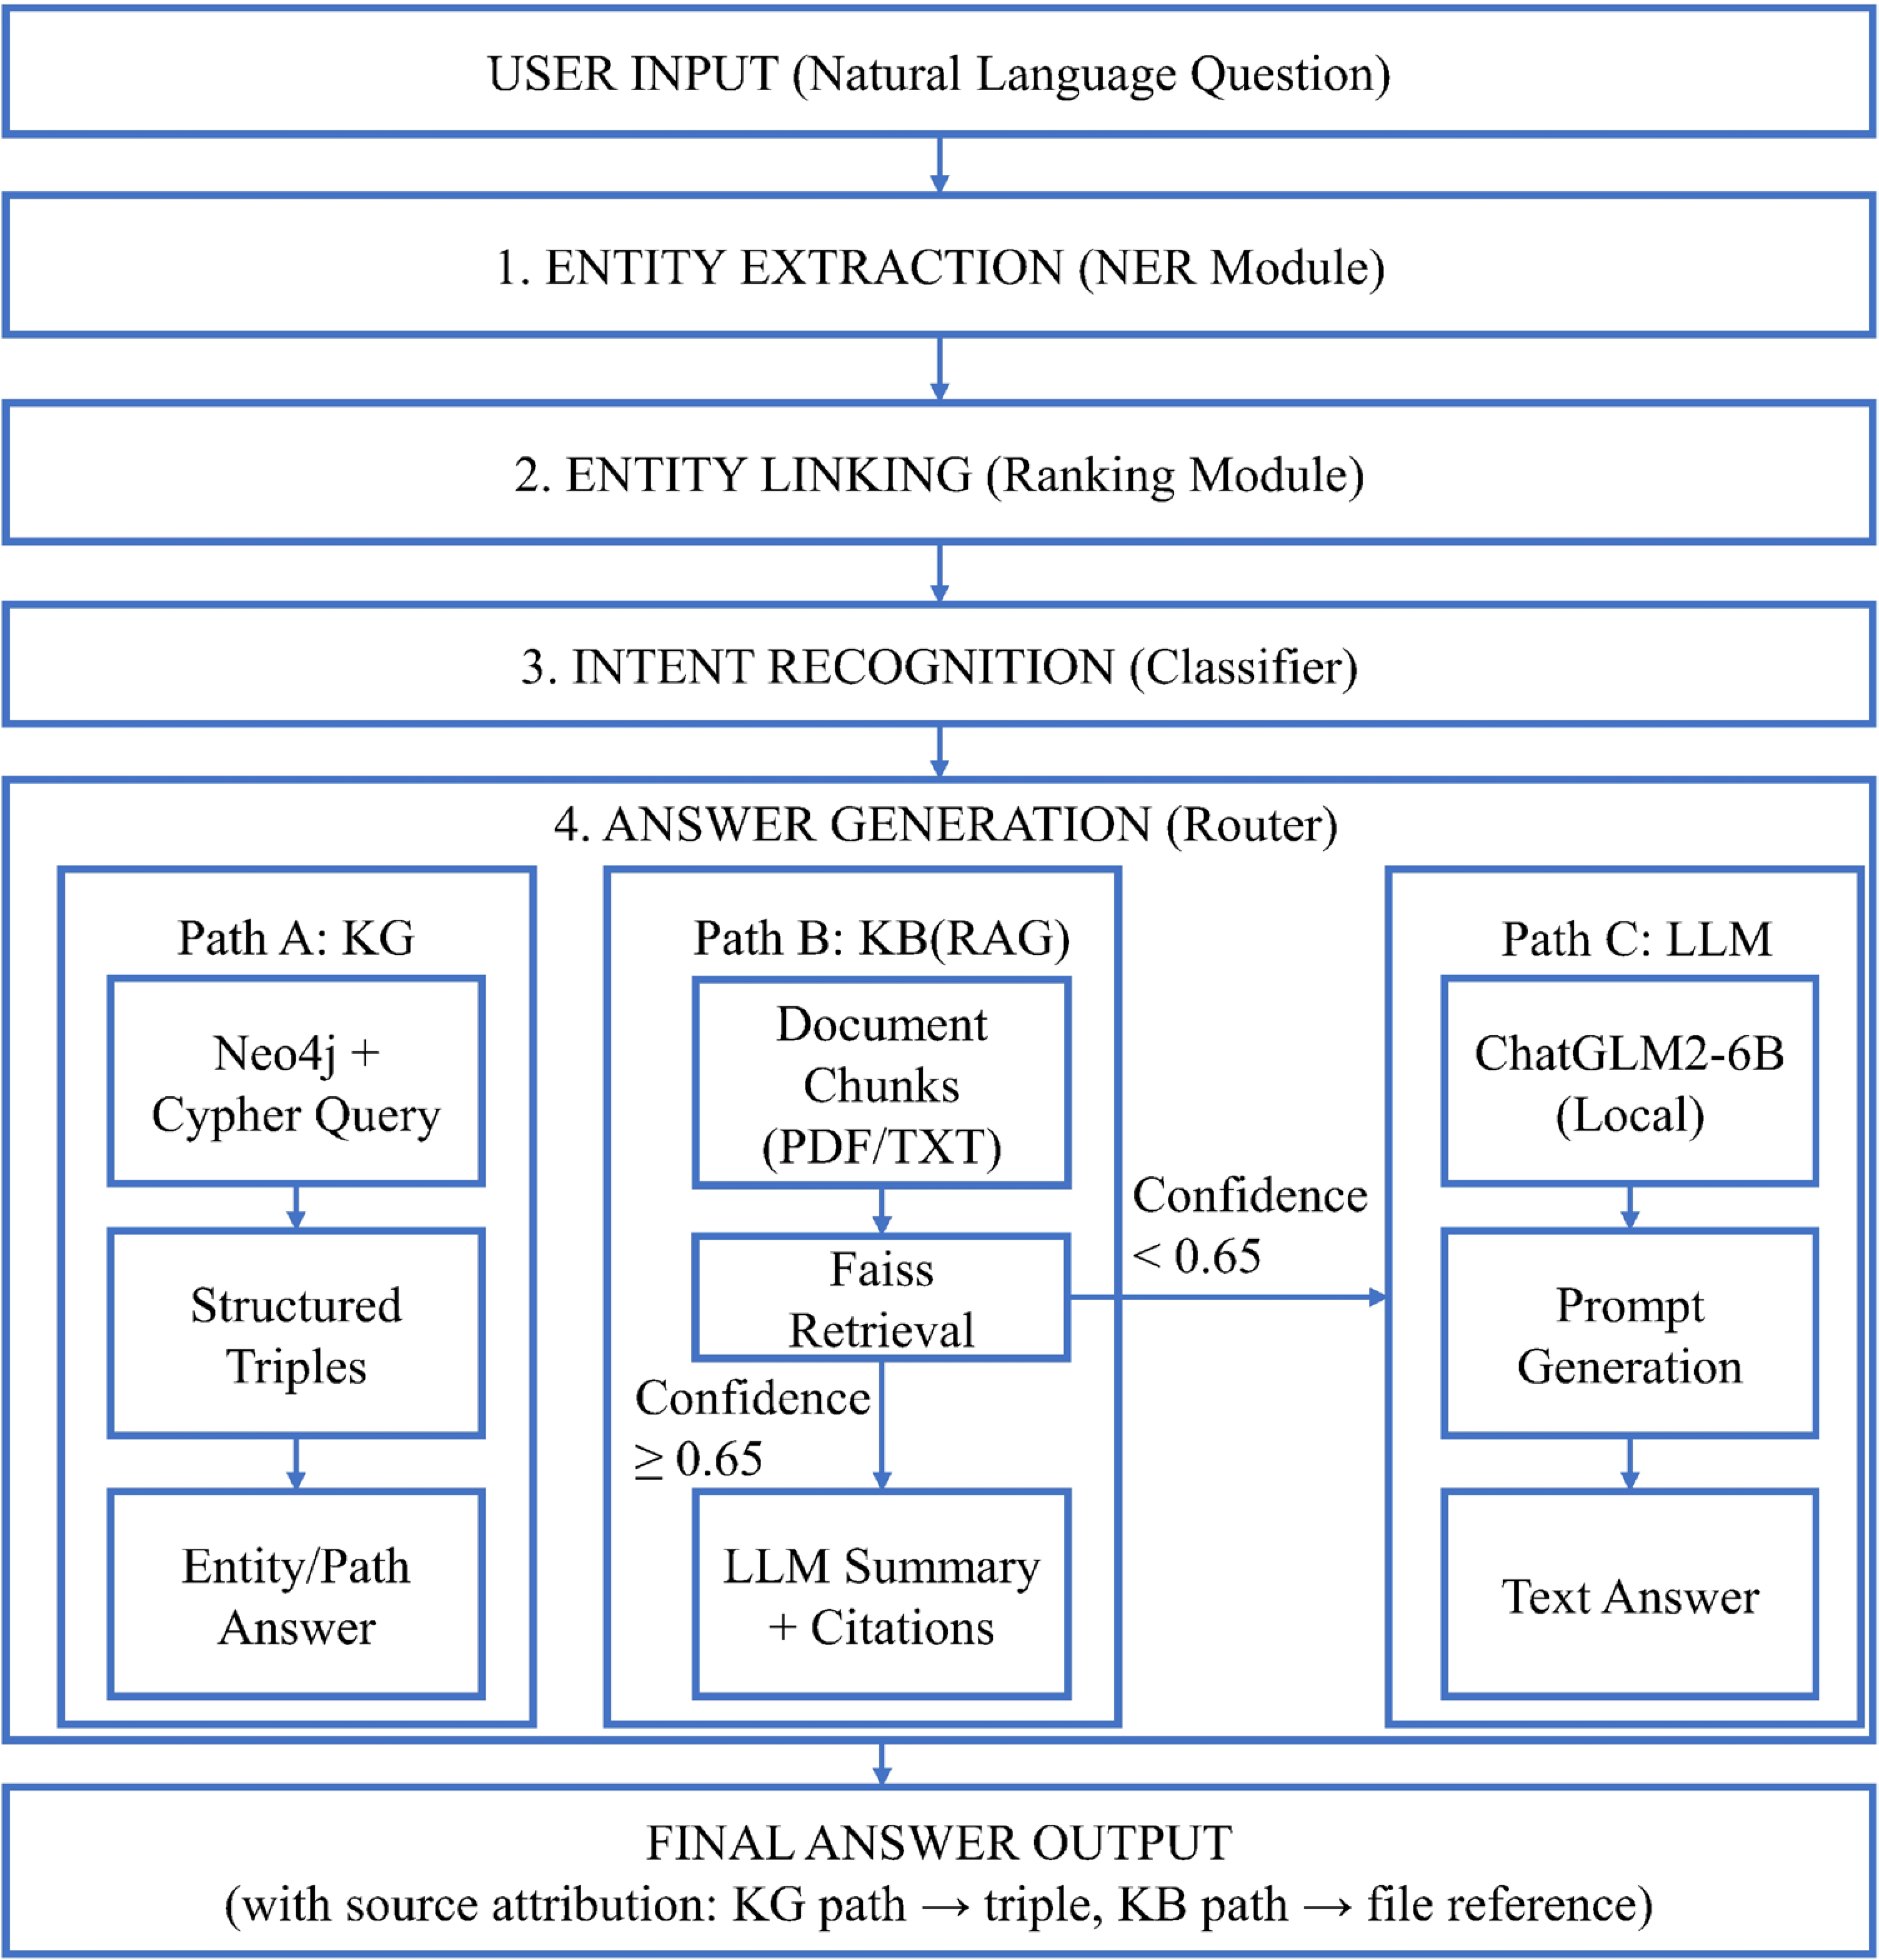 USER INPUT (Natural Language Question)
1. ENTITY EXTRACTION (NER Module)
2. ENTITY LINKING (Ranking Module)
3. INTENT RECOGNITION (Classifier)
4. ANSWER GENERATION (Router)
Path A: KG
Neo4j +
Cypher Query
Structured
Triples
Entity/Path
Answer
Path B: KB(RAG)
Document
Chunks
(PDF/TXT)
Faiss
Retrieval
Confidence
≥ 0.65
LLM Summary
+ Citations
Confidence
< 0.65
Path C: LLM
ChatGLM2-6B
(Local)
Prompt
Generation
Text Answer
FINAL ANSWER OUTPUT
(with source attribution: KG path → triple, KB path → file reference)